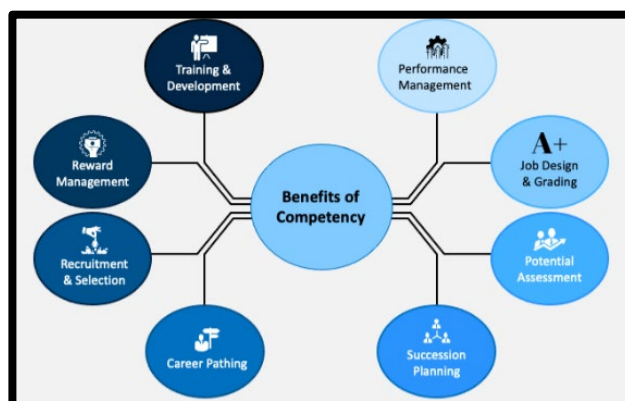 Training &
Development
Performance
Management
Reward
Management
A+
Job Design
& Grading
Benefits of
Competency
Recruitment
& Selection
Potential
Assessment
Career Pathing
Succession
Planning